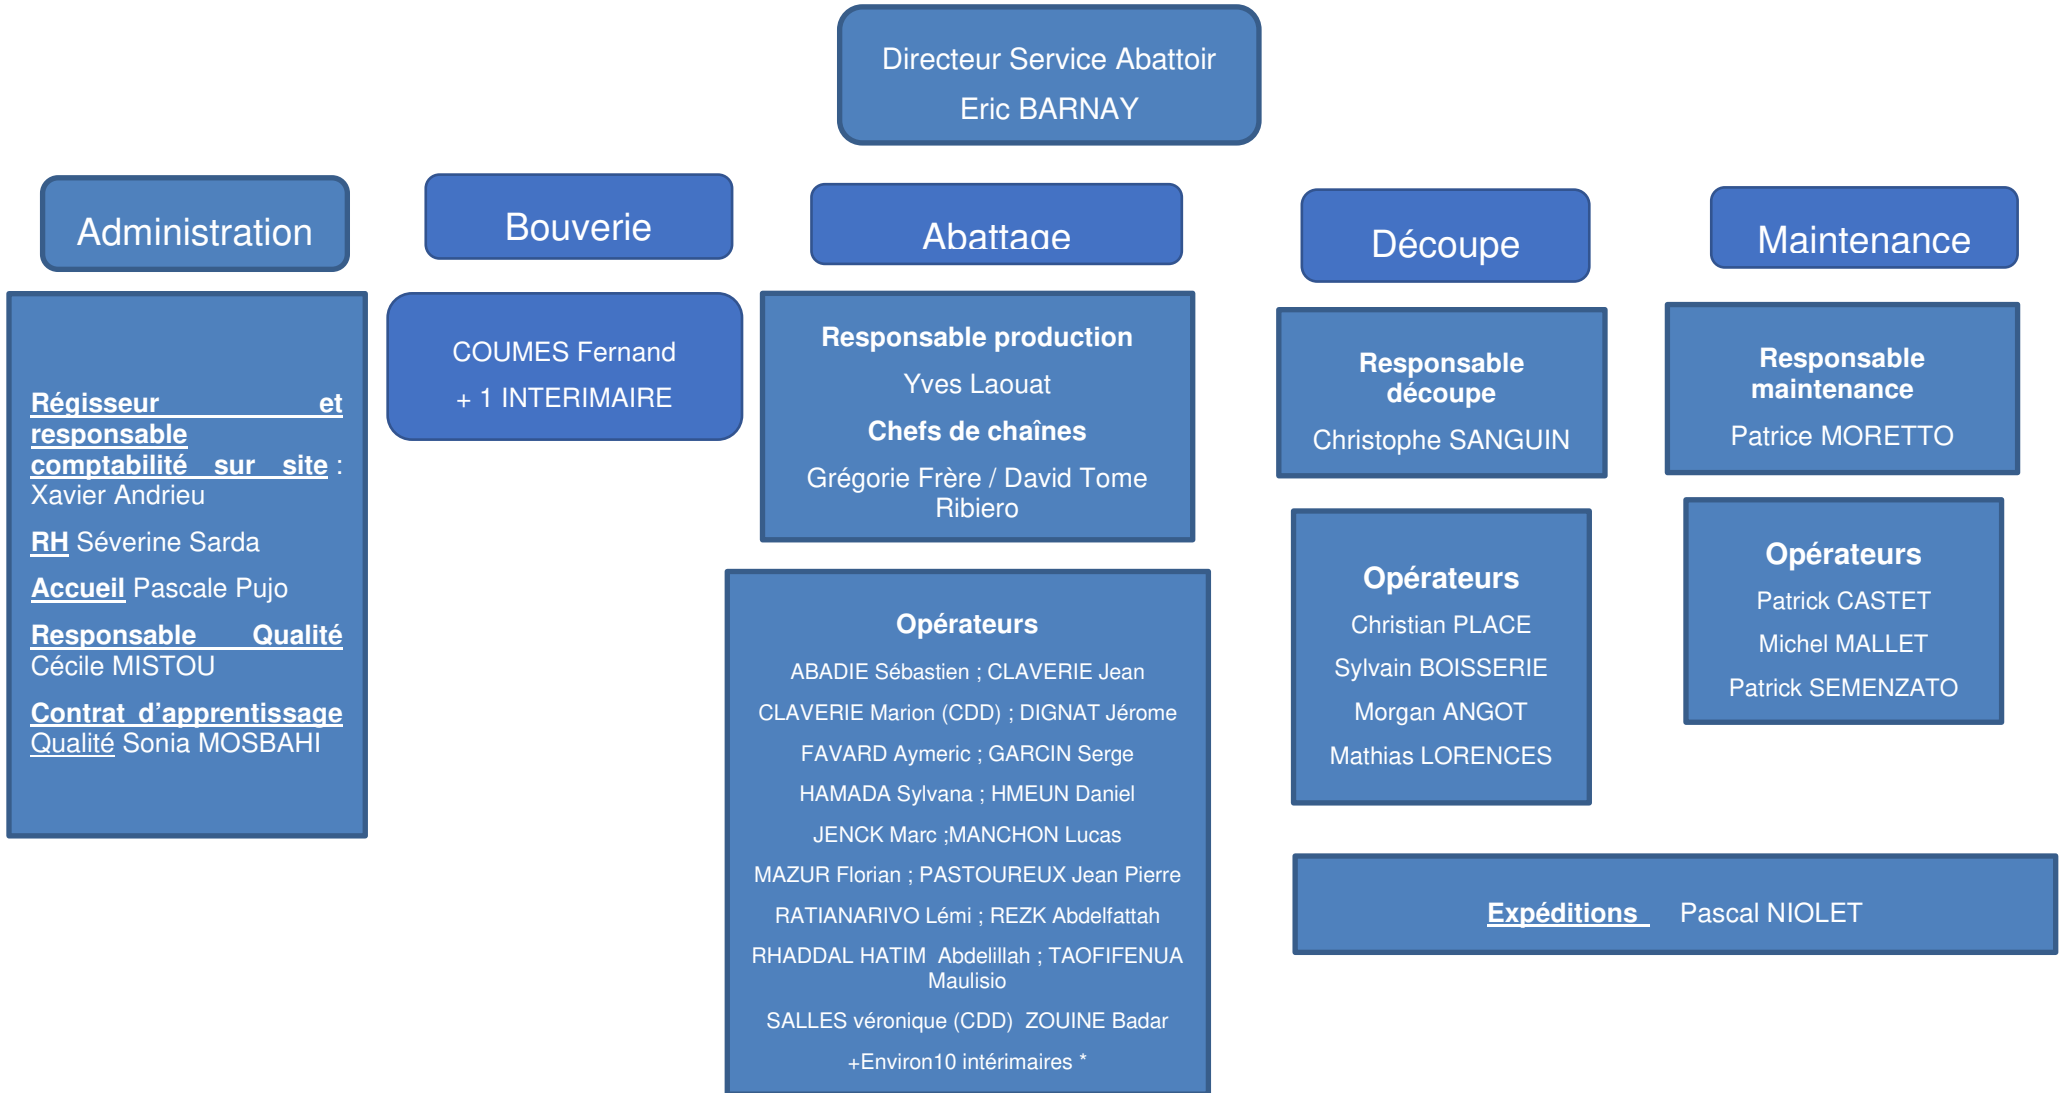 Directeur Service Abattoir
Eric BARNAY
Administration
Bouverie
Abattage
Découpe
Maintenance
Régisseur et
responsable
comptabilité sur site :
Xavier Andrieu
RH Séverine Sarda
Accueil Pascale Pujo
Responsable Qualité
Cécile MISTOU
Contrat d’apprentissage
Qualité Sonia MOSBAHI
COUMES Fernand
+ 1 INTERIMAIRE
Responsable production
Yves Laouat
Chefs de chaînes
Grégorie Frère / David Tome
Ribiero
Opérateurs
ABADIE Sébastien ; CLAVERIE Jean
CLAVERIE Marion (CDD) ; DIGNAT Jérome
FAVARD Aymeric ; GARCIN Serge
HAMADA Sylvana ; HMEUN Daniel
JENCK Marc ;MANCHON Lucas
MAZUR Florian ; PASTOUREUX Jean Pierre
RATIANARIVO Lémi ; REZK Abdelfattah
RHADDAL HATIM Abdelillah ; TAOFIFENUA
Maulisio
SALLES véronique (CDD) ZOUINE Badar
+Environ10 intérimaires *
Responsable
découpe
Christophe SANGUIN
Opérateurs
Christian PLACE
Sylvain BOISSERIE
Morgan ANGOT
Mathias LORENCES
Responsable
maintenance
Patrice MORETTO
Opérateurs
Patrick CASTET
Michel MALLET
Patrick SEMENZATO
Expéditions Pascal NIOLET